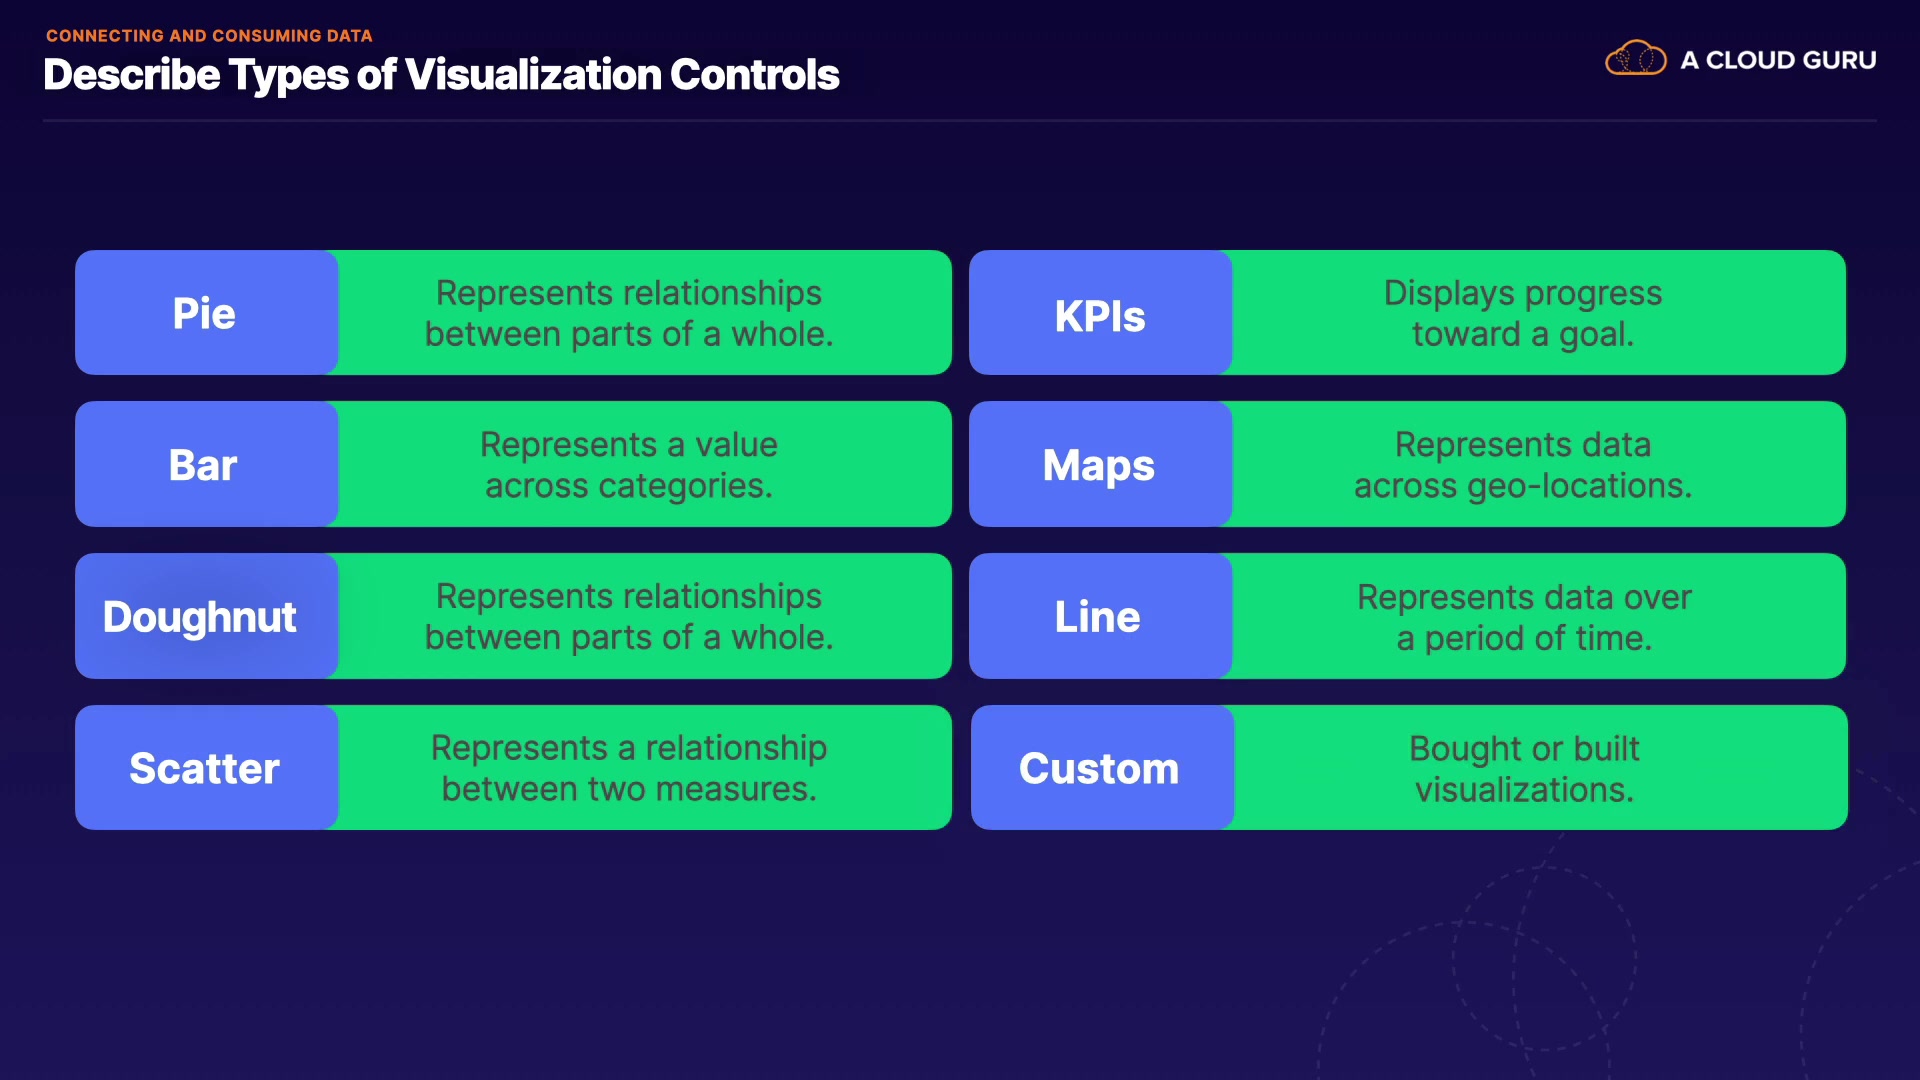 CONNECTING AND CONSUMING DATA
Describe Types of Visualization Controls
A CLOUD GURU
Pie
Represents relationships
between parts of a whole.
KPIs
Displays progress
toward a goal.
Bar
Represents a value
across categories.
Maps
Represents data
across geo-locations.
Doughnut
Represents relationships
between parts of a whole.
Line
Represents data over
a period of time.
Scatter
Represents a relationship
between two measures.
Custom
Bought or built
visualizations.